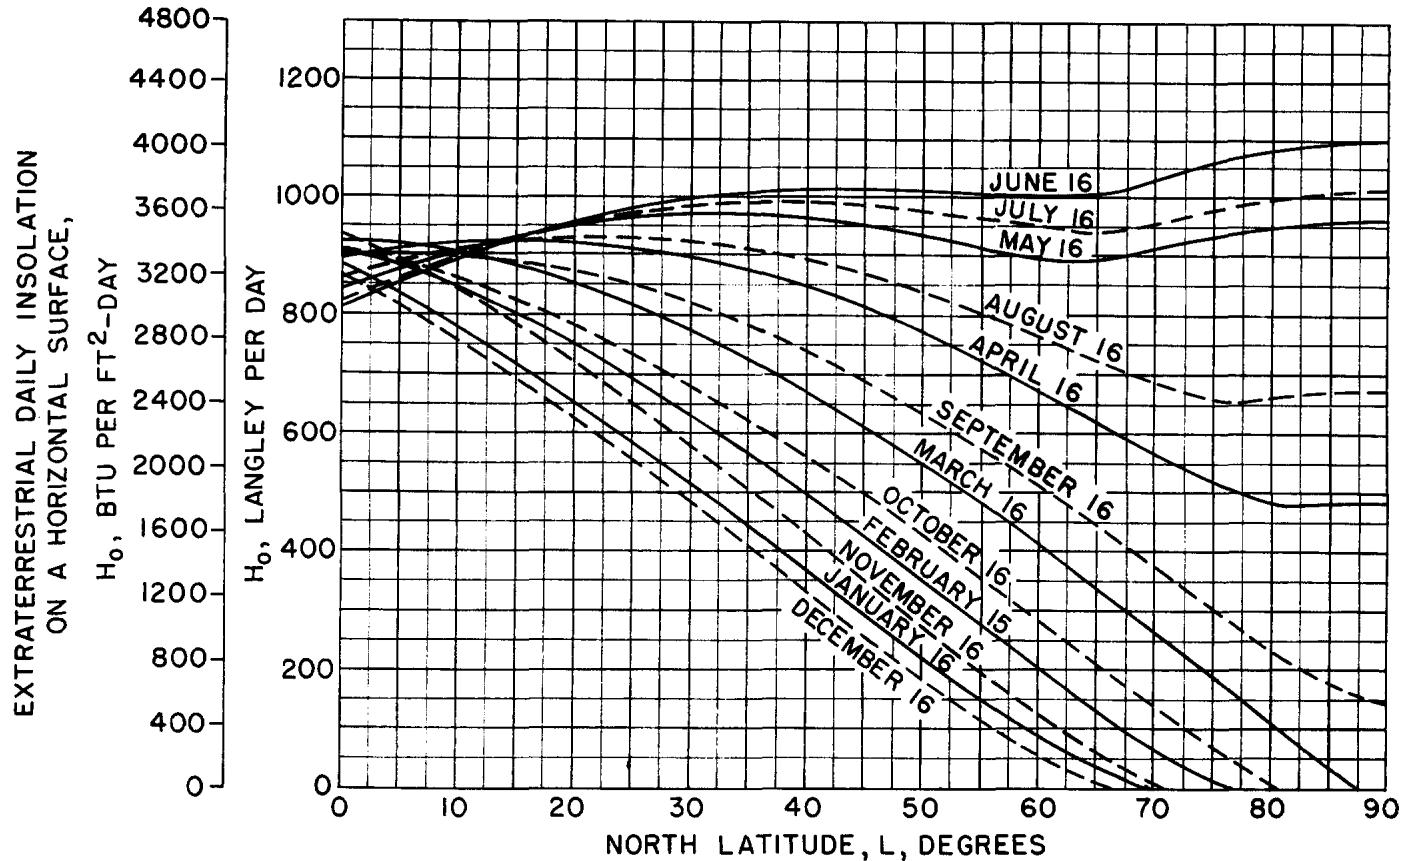 EXTRATERRESTRIAL DAILY INSOLATION
ON A HORIZONTAL SURFACE,
H₀, BTU PER FT²–DAY
4800
4400
4000
3600
3200
2800
2400
2000
1600
1200
800
400
0
H₀, LANGLEY PER DAY
1200
1000
800
600
400
200
0
JUNE 16
JULY 16
MAY 16
AUGUST 16
APRIL 16
SEPTEMBER 16
MARCH 16
OCTOBER 16
FEBRUARY 15
NOVEMBER 16
JANUARY 16
DECEMBER 16
0 10 20 30 40 50 60 70 80 90
NORTH LATITUDE, L, DEGREES